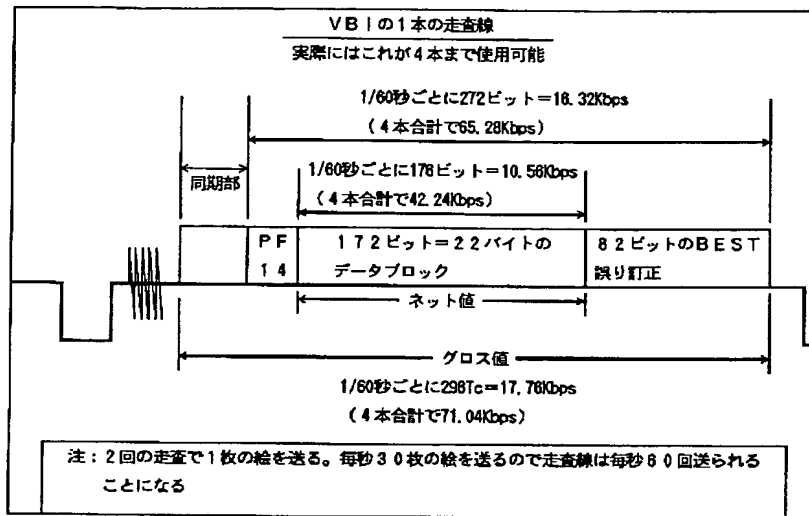 VBIの1本の走査線
実際にはこれが4本まで使用可能
1/60秒ごとに272ビット=16.32Kbps
(4本合計で65.28Kbps)
1/60秒ごとに176ビット=10.56Kbps
(4本合計で42.24Kbps)
同期部
PF
14
172ビット=22バイトの
データブロック
82ビットのBEST
誤り訂正
ネット値
グロス値
1/60秒ごとに296Tc=17.76Kbps
(4本合計で71.04Kbps)
注:2回の走査で1枚の絵を送る。毎秒30枚の絵を送るので走査線は毎秒60回送られる
ことになる